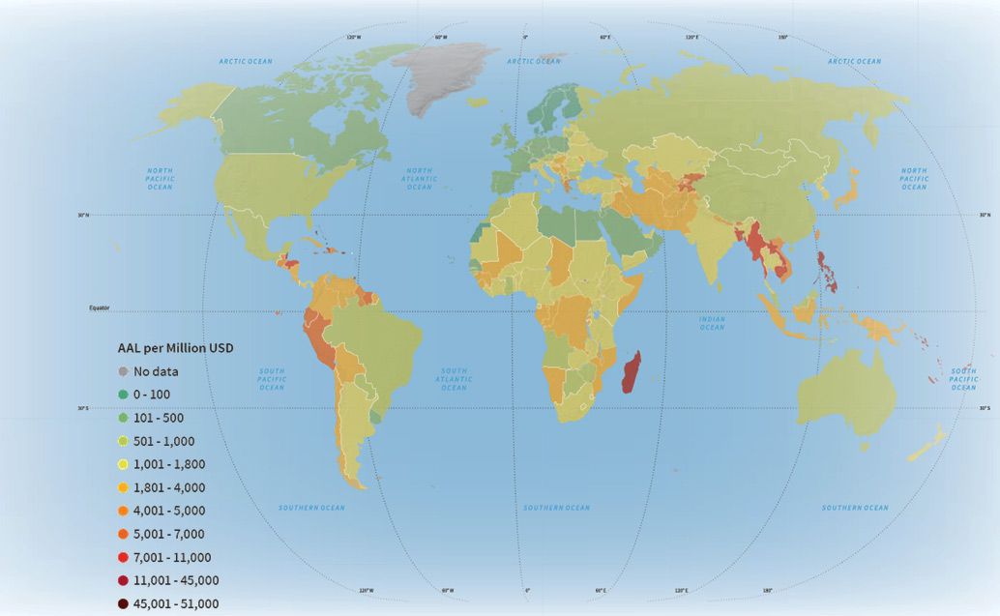 120°W
60°W
0°
60°E
120°E
180°
ARCTIC OCEAN
ARCTIC OCEAN
ARCTIC OCEAN
NORTH
PACIFIC
OCEAN
NORTH
ATLANTIC
OCEAN
NORTH
PACIFIC
OCEAN
30°N
30°N
Equator
INDIAN
OCEAN
AAL per Million USD
No data
0 - 100
101 - 500
501 - 1,000
1,001 - 1,800
1,801 - 4,000
4,001 - 5,000
5,001 - 7,000
7,001 - 11,000
11,001 - 45,000
45,001 - 51,000
SOUTH
PACIFIC
OCEAN
SOUTH
ATLANTIC
OCEAN
SOUTH
PACIFIC
OCEAN
30°S
30°S
SOUTHERN OCEAN
SOUTHERN OCEAN
SOUTHERN OCEAN
120°W
60°W
0°
60°E
120°E
180°